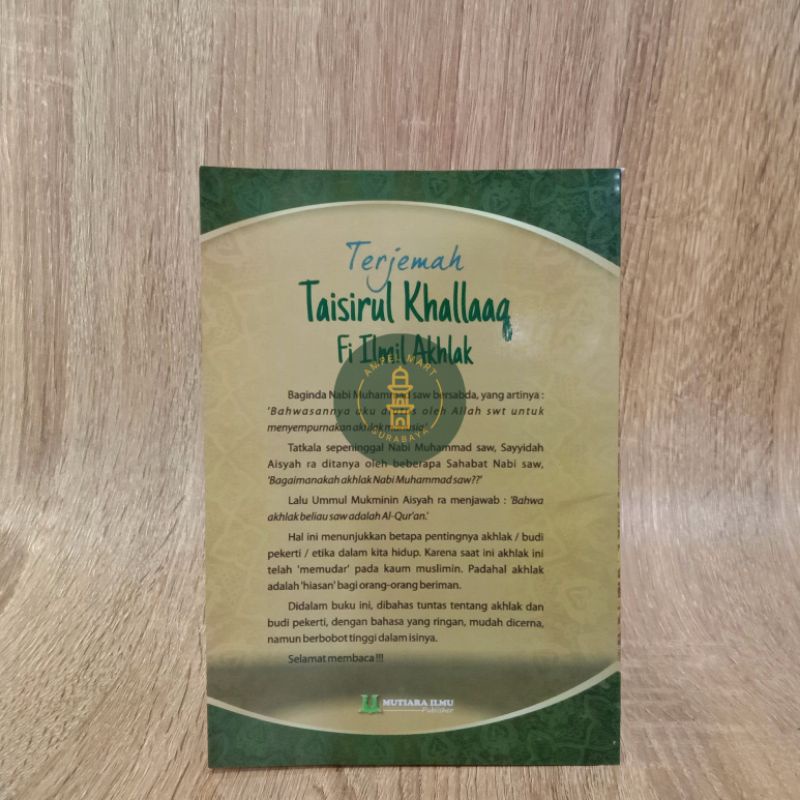 Terjemah
Taisirul Khallaaq
Fi Ilmil Akhlak
AMPEL MART
SURABAYA
Baginda Nabi Muhammad saw bersabda, yang artinya :
'Bahwasannya aku diutus oleh Allah swt untuk
menyempurnakan akhlak manusia'.
Tatkala sepeninggal Nabi Muhammad saw, Sayyidah
Aisyah ra ditanya oleh beberapa Sahabat Nabi saw,
'Bagaimanakah akhlak Nabi Muhammad saw??'
Lalu Ummul Mukminin Aisyah ra menjawab : 'Bahwa
akhlak beliau saw adalah Al-Qur'an.'
Hal ini menunjukkan betapa pentingnya akhlak / budi
pekerti / etika dalam kita hidup. Karena saat ini akhlak ini
telah 'memudar' pada kaum muslimin. Padahal akhlak
adalah 'hiasan' bagi orang-orang beriman.
Didalam buku ini, dibahas tuntas tentang akhlak dan
budi pekerti, dengan bahasa yang ringan, mudah dicerna,
namun berbobot tinggi dalam isinya.
Selamat membaca !!!
MUTIARA ILMU
Publisher